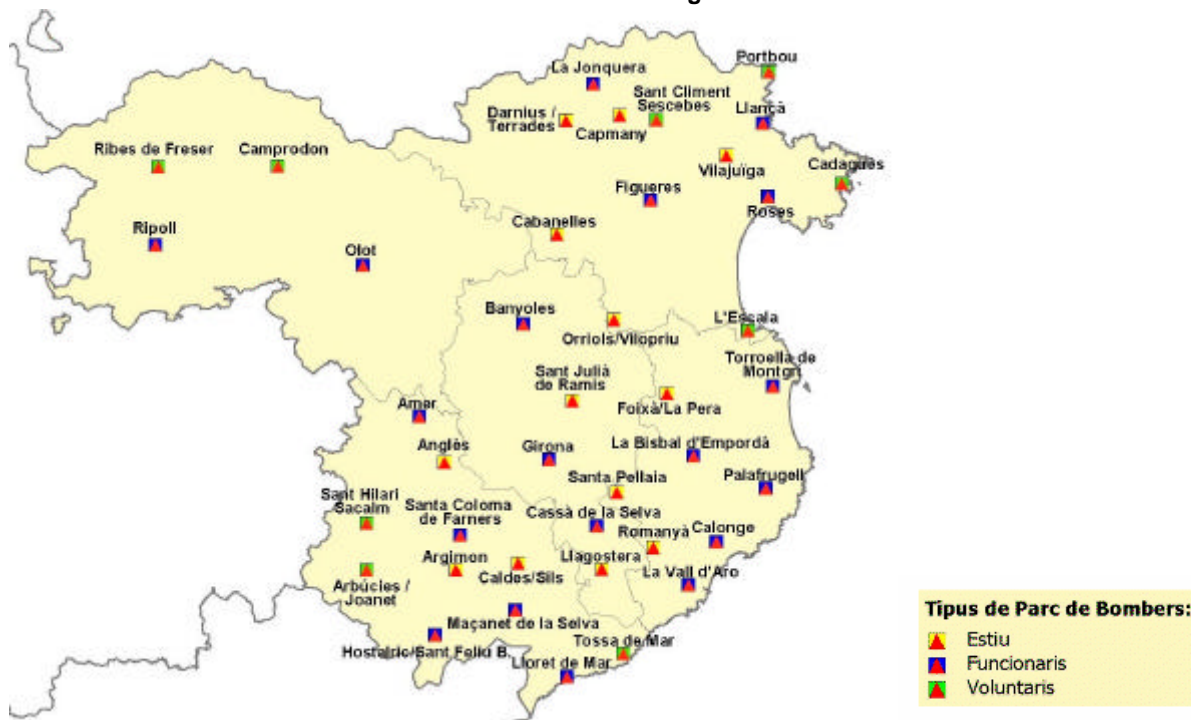 Portbou
La Jonquera
Sant Climent
Sescebes
Darnius /
Terrades
Capmany
Llançà
Ribes de Freser
Camprodon
Vilajuïga
Cadaqués
Figueres
Roses
Ripoll
Cabanelles
Olot
Banyoles
L'Escala
Orriols/Vilopriu
Torroella de
Montgrí
Sant Julià
de Ramis
Foixà/La Pera
Amer
Anglès
Girona
La Bisbal d'Empordà
Santa Pellaia
Palafrugell
Sant Hilari
Sacalm
Santa Coloma
de Farners
Cassà de la Selva
Romanyà
Calonge
Argimon
Caldes/Sils
Llagostera
La Vall d'Aro
Arbúcies /
Joanet
Maçanet de la Selva
Hostalric/Sant Feliu B.
Tossa de Mar
Lloret de Mar
Tipus de Parc de Bombers:
Estiu
Funcionaris
Voluntaris